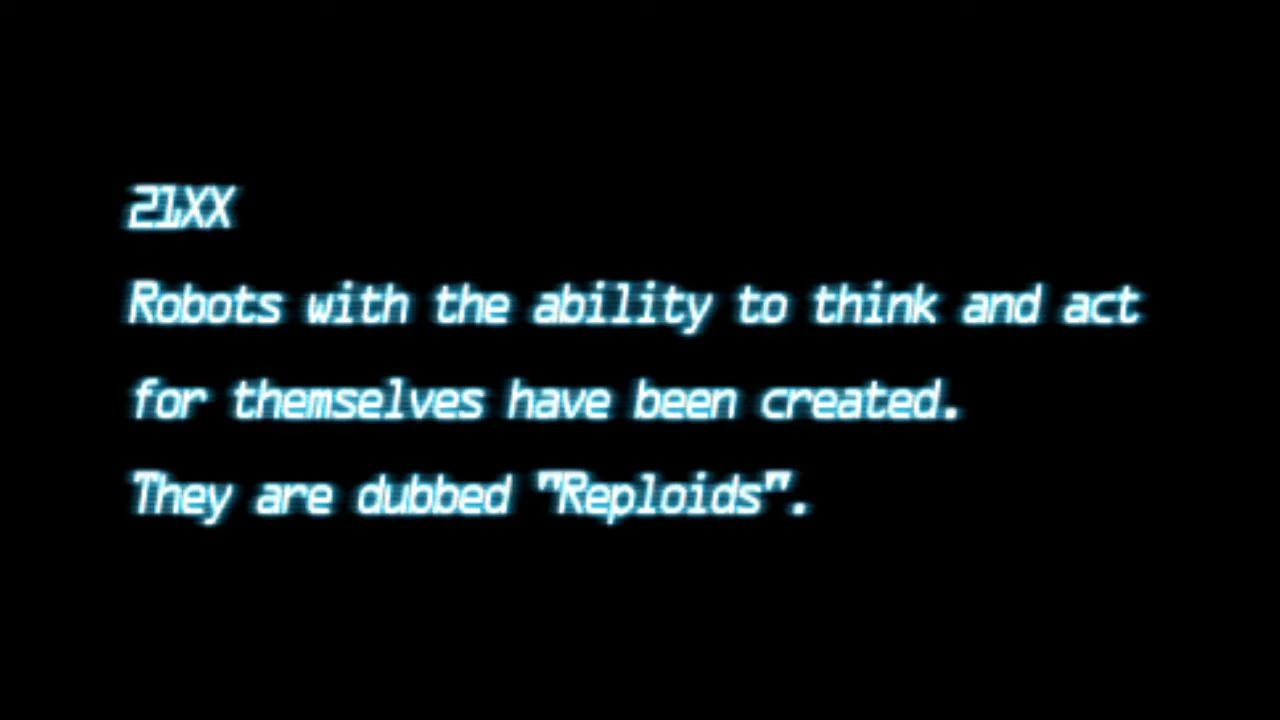 21XX
Robots with the ability to think and act
for themselves have been created.
They are dubbed "Reploids".